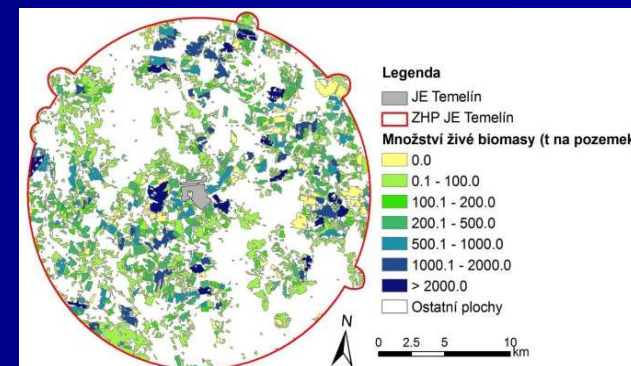 Legenda
JE Temelín
ZHP JE Temelín
Množství živé biomasy (t na pozemek
0.0
0.1 - 100.0
100.1 - 200.0
200.1 - 500.0
500.1 - 1000.0
1000.1 - 2000.0
> 2000.0
Ostatní plochy
N
0 2.5 5 10
km